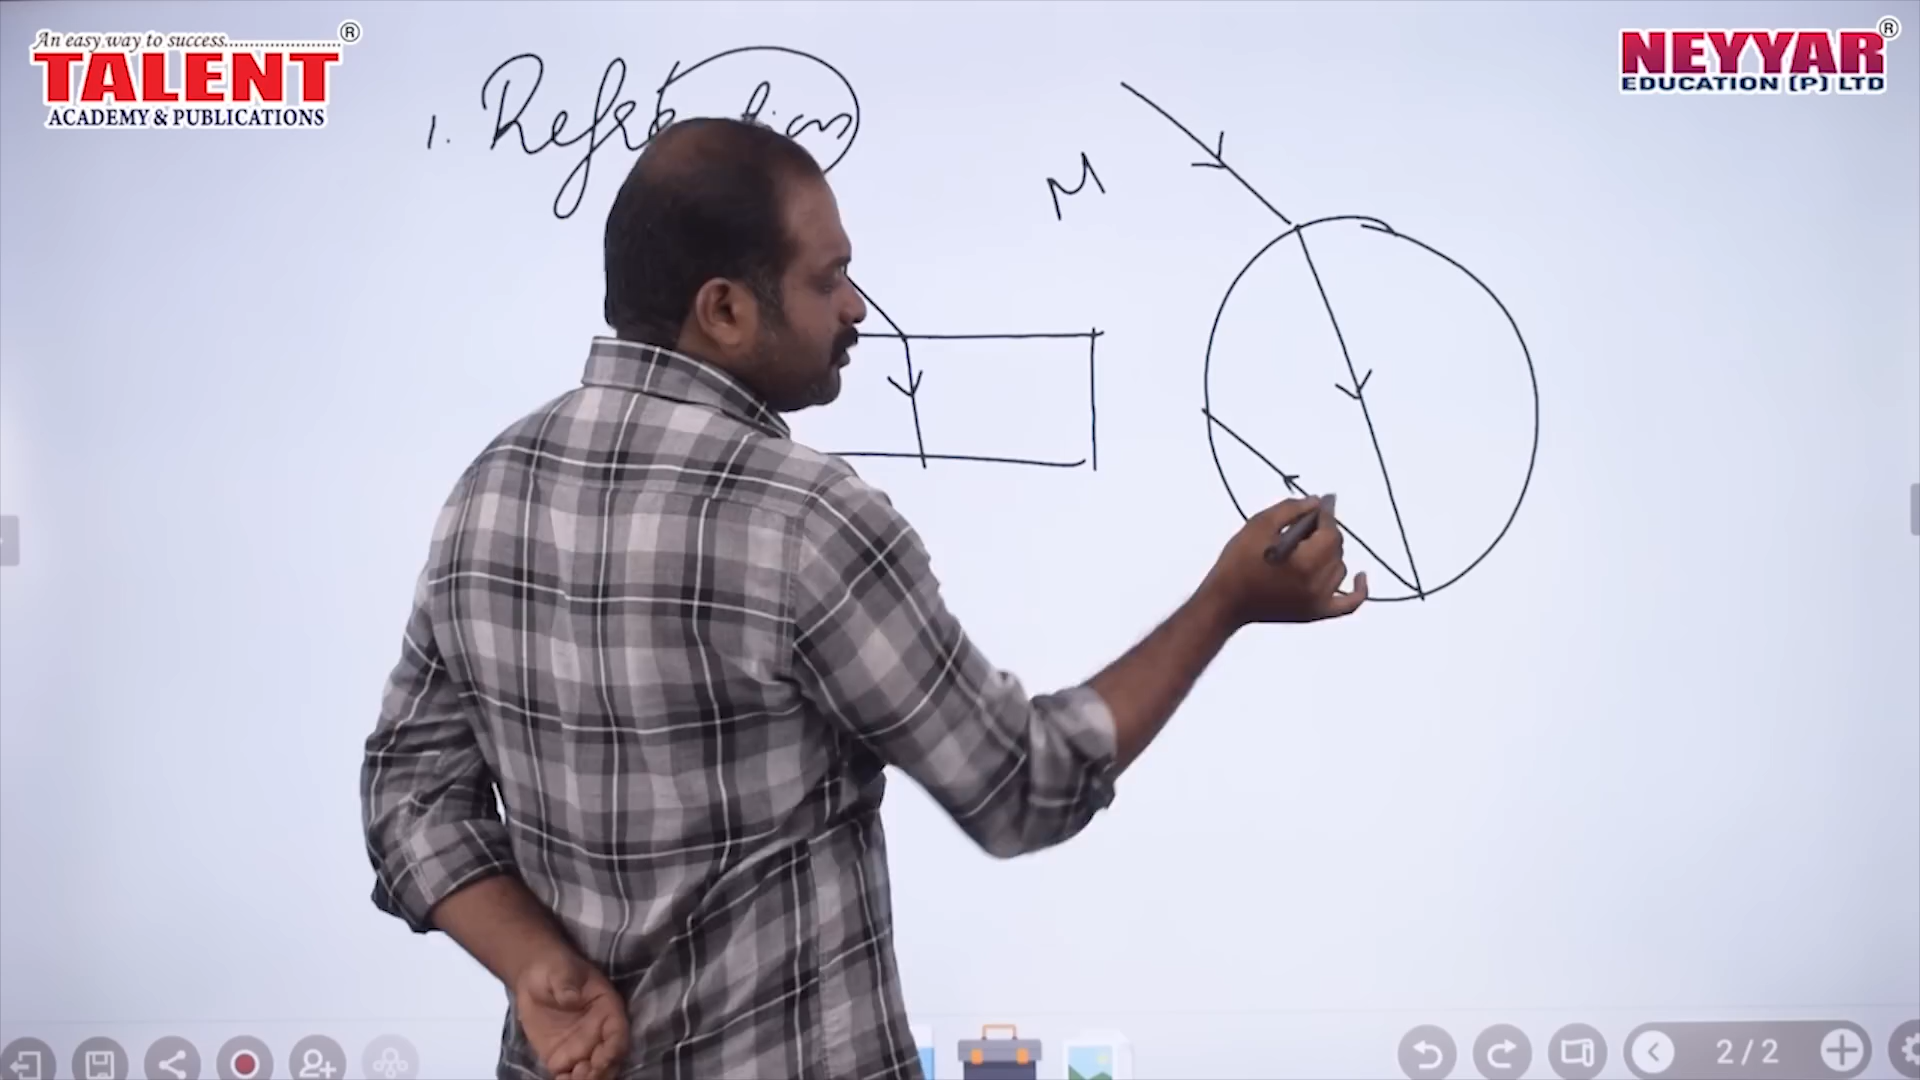 An easy way to success........................®
TALENT
ACADEMY & PUBLICATIONS
NEYYAR®
EDUCATION (P) LTD
1.
M
2/2